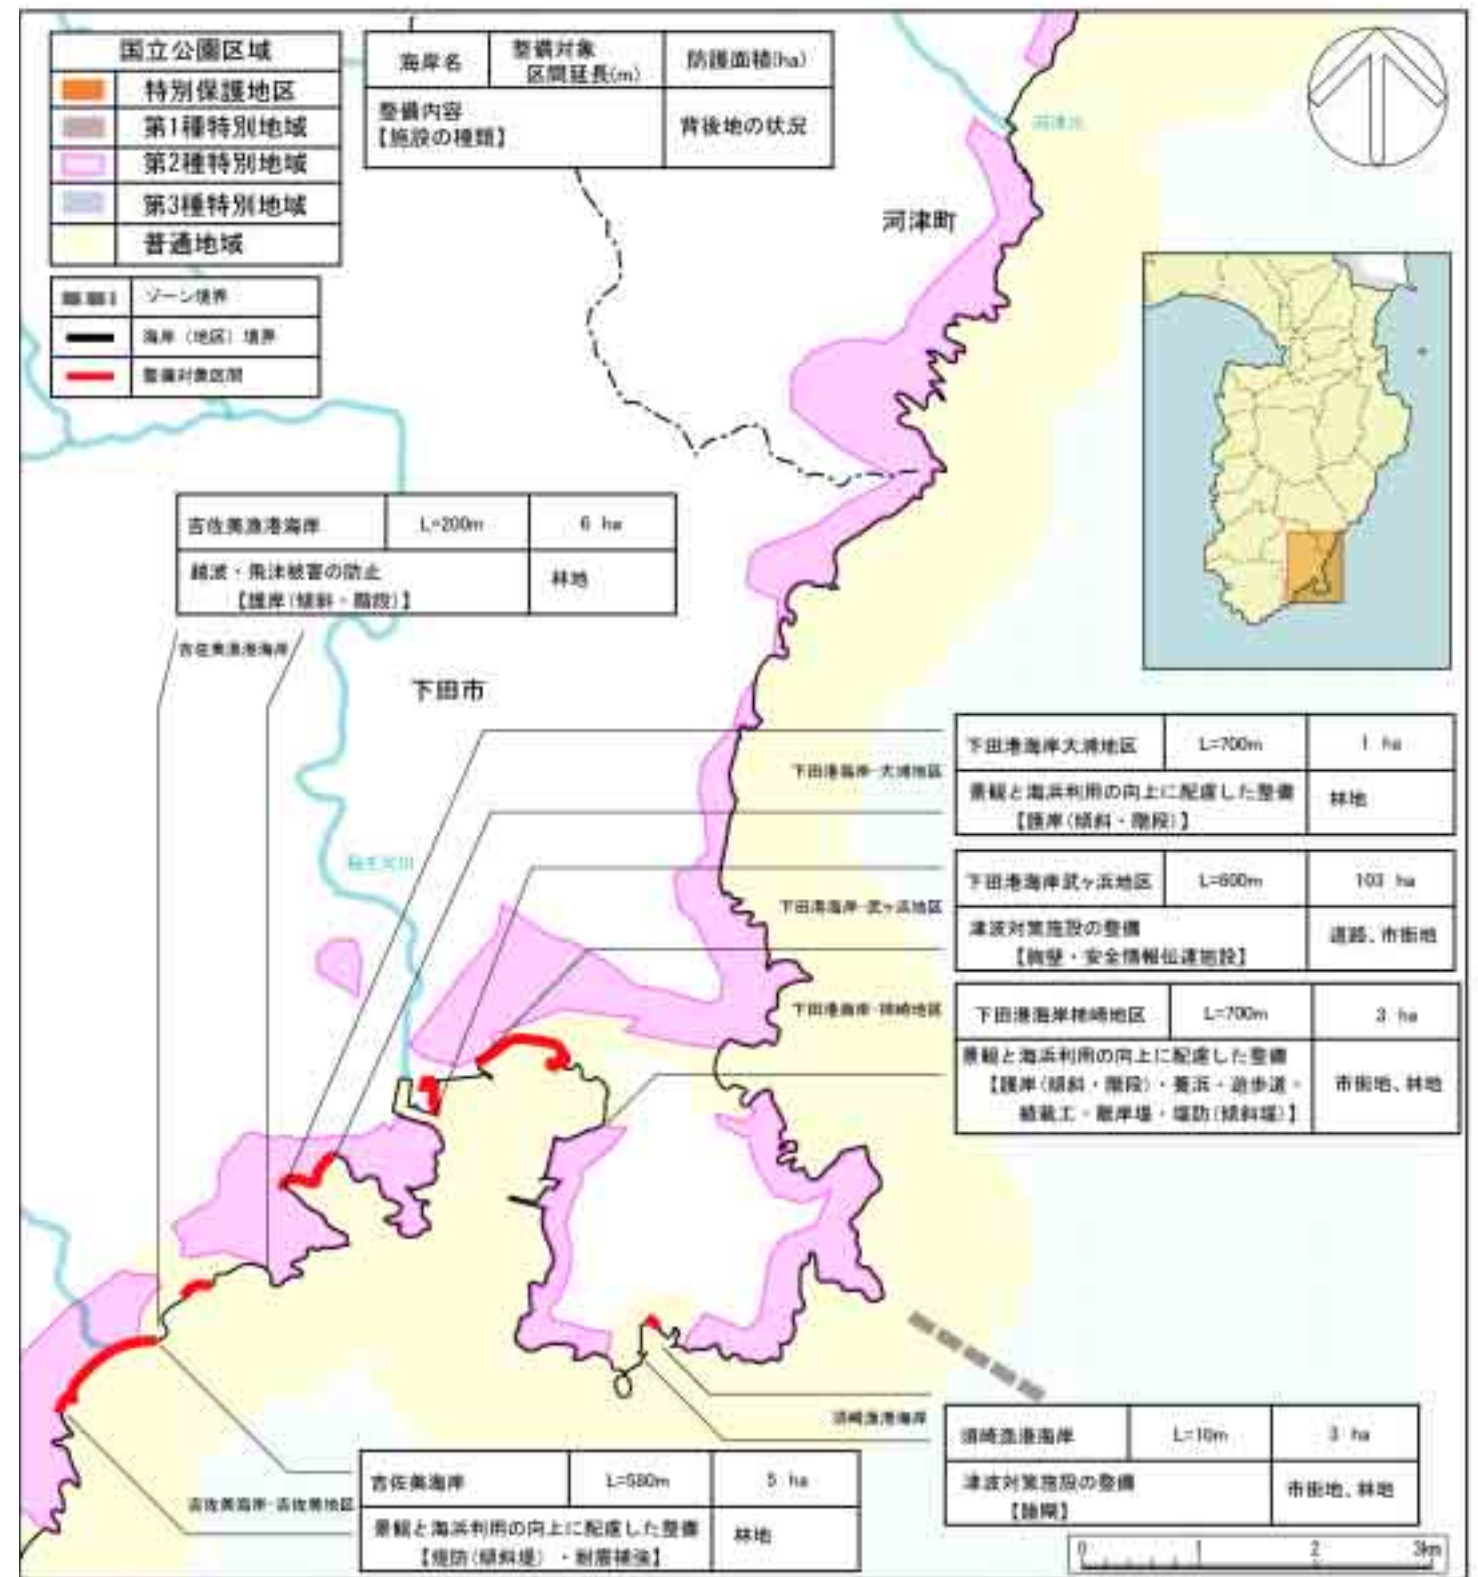 国立公園区域
特別保護地区
第1種特別地域
第2種特別地域
第3種特別地域
普通地域
ゾーン境界
海岸（地区）境界
整備対象区間
海岸名
整備対象
区間延長(m)
防護面積(ha)
整備内容
【施設の種類】
背後地の状況
河津川
河津町
吉佐美漁港海岸
L=200m
6 ha
越波・飛沫被害の防止
【護岸(傾斜・階段)】
林地
吉佐美漁港海岸
下田市
稲生沢川
下田港海岸-大浦地区
下田港海岸大浦地区
L=700m
1 ha
景観と海浜利用の向上に配慮した整備
【護岸(傾斜・階段)】
林地
下田港海岸-武ヶ浜地区
下田港海岸武ヶ浜地区
L=600m
103 ha
津波対策施設の整備
【胸壁・安全情報伝達施設】
道路、市街地
下田港海岸-柿崎地区
下田港海岸柿崎地区
L=700m
3 ha
景観と海浜利用の向上に配慮した整備
【護岸(傾斜・階段)・養浜・遊歩道・
植栽工・離岸堤・堤防(傾斜堤)】
市街地、林地
須崎漁港海岸
須崎漁港海岸
L=10m
3 ha
津波対策施設の整備
【陸閘】
市街地、林地
吉佐美海岸-吉佐美地区
吉佐美海岸
L=580m
5 ha
景観と海浜利用の向上に配慮した整備
【堤防(傾斜堤)・耐震補強】
林地
0 1 2 3km